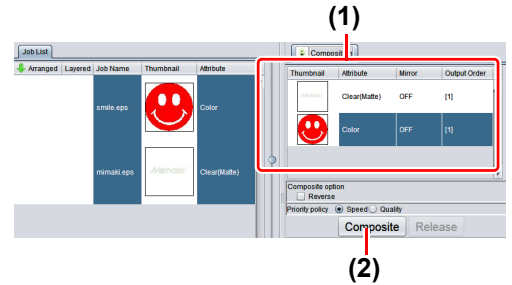 (1)
Job List
Arranged Layered Job Name Thumbnail Attribute
smile.eps Color
mimaki.eps Mimaki Clear(Matte)
Thumbnail Attribute Mirror Output Order
Clear(Matte) OFF [1]
Color OFF [1]
Composite option
Reverse
Priority policy Speed Quality
Composite Release
(2)